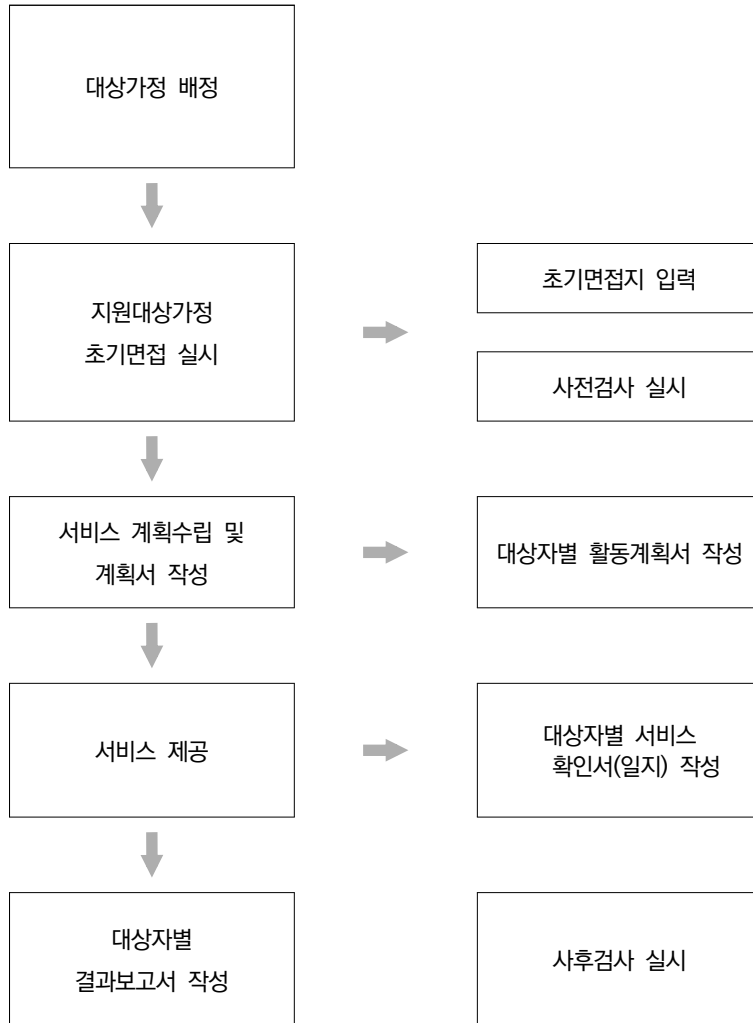 대상가정 배정
지원대상가정
초기면접 실시
초기면접지 입력
사전검사 실시
서비스 계획수립 및
계획서 작성
대상자별 활동계획서 작성
서비스 제공
대상자별 서비스
확인서(일지) 작성
대상자별
결과보고서 작성
사후검사 실시